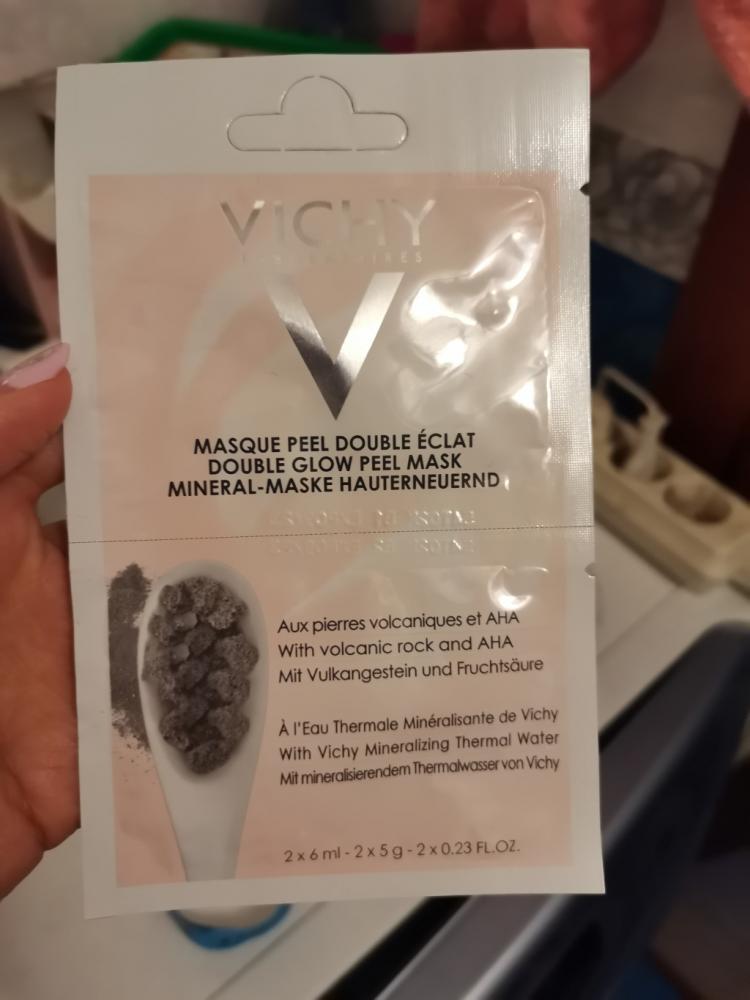 VICHY
LABORATOIRES
MASQUE PEEL DOUBLE ÉCLAT
DOUBLE GLOW PEEL MASK
MINERAL-MASKE HAUTERNEUERND
Aux pierres volcaniques et AHA
With volcanic rock and AHA
Mit Vulkangestein und Fruchtsäure
À l'Eau Thermale Minéralisante de Vichy
With Vichy Mineralizing Thermal Water
Mit mineralisierendem Thermalwasser von Vichy
2 x 6 ml - 2 x 5 g - 2 x 0.23 FL.OZ.